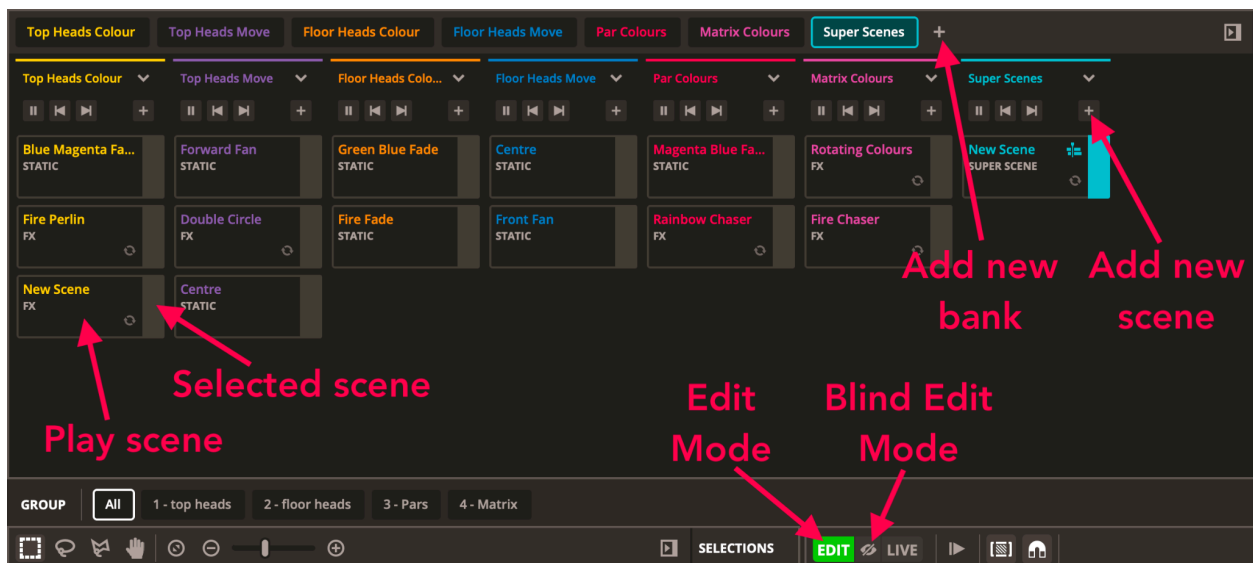 Top Heads Colour Top Heads Move Floor Heads Colour Floor Heads Move Par Colours Matrix Colours Super Scenes +
Top Heads Colour Top Heads Move Floor Heads Colo... Floor Heads Move Par Colours Matrix Colours Super Scenes
Blue Magenta Fa... Forward Fan Green Blue Fade Centre Magenta Blue Fa... Rotating Colours New Scene
STATIC STATIC STATIC STATIC STATIC FX SUPER SCENE
Fire Perlin Double Circle Fire Fade Front Fan Rainbow Chaser Fire Chaser
FX FX STATIC STATIC FX FX
New Scene Centre
FX STATIC
Add new bank
Add new scene
Selected scene
Play scene
Edit Mode
Blind Edit Mode
GROUP All 1 - top heads 2 - floor heads 3 - Pars 4 - Matrix
SELECTIONS EDIT LIVE